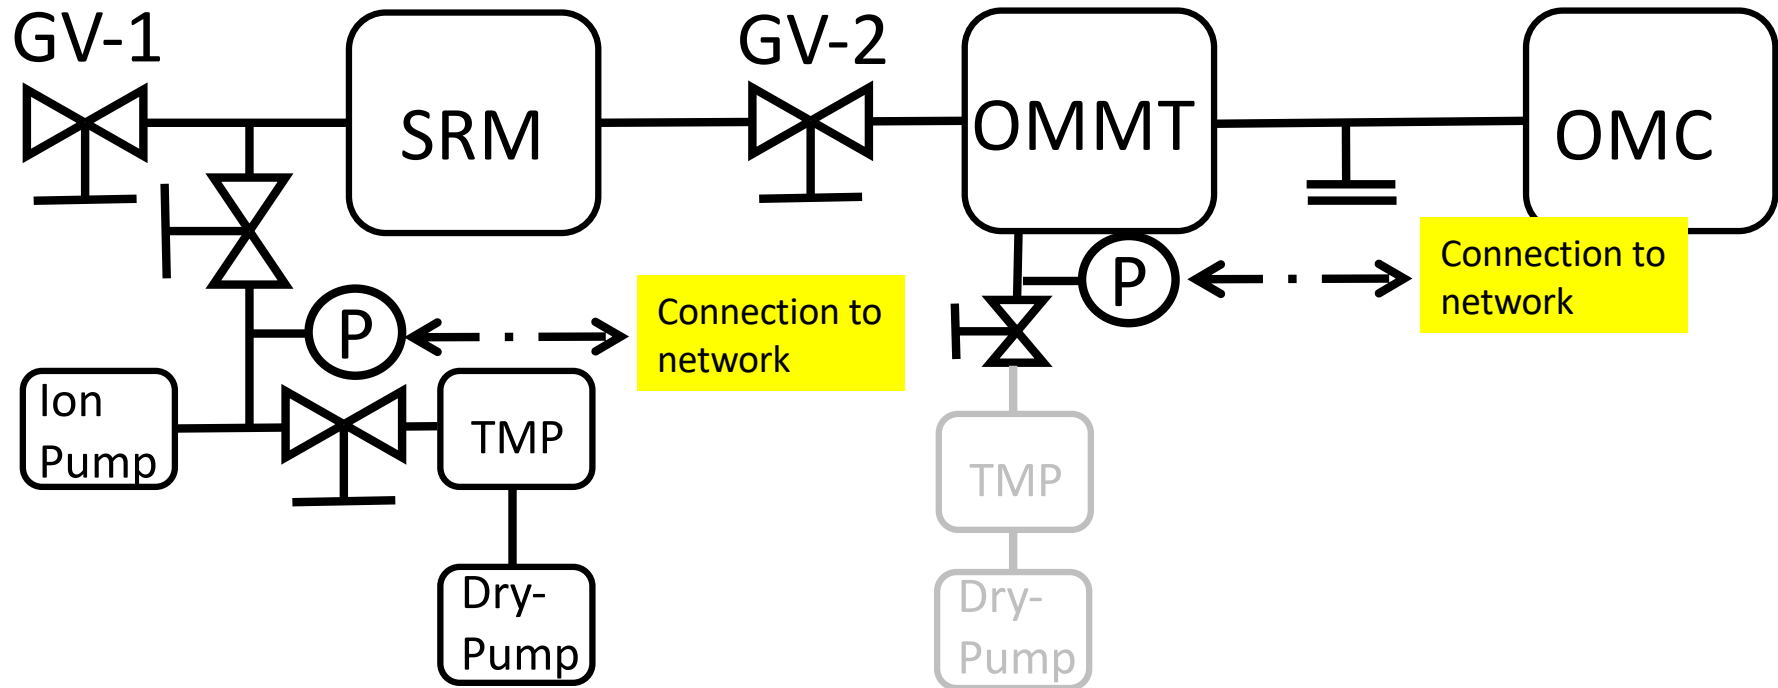 GV-1
SRM
GV-2
OMMT
OMC
P
Connection to
network
P
Connection to
network
Ion
Pump
TMP
Dry-
Pump
TMP
Dry-
Pump